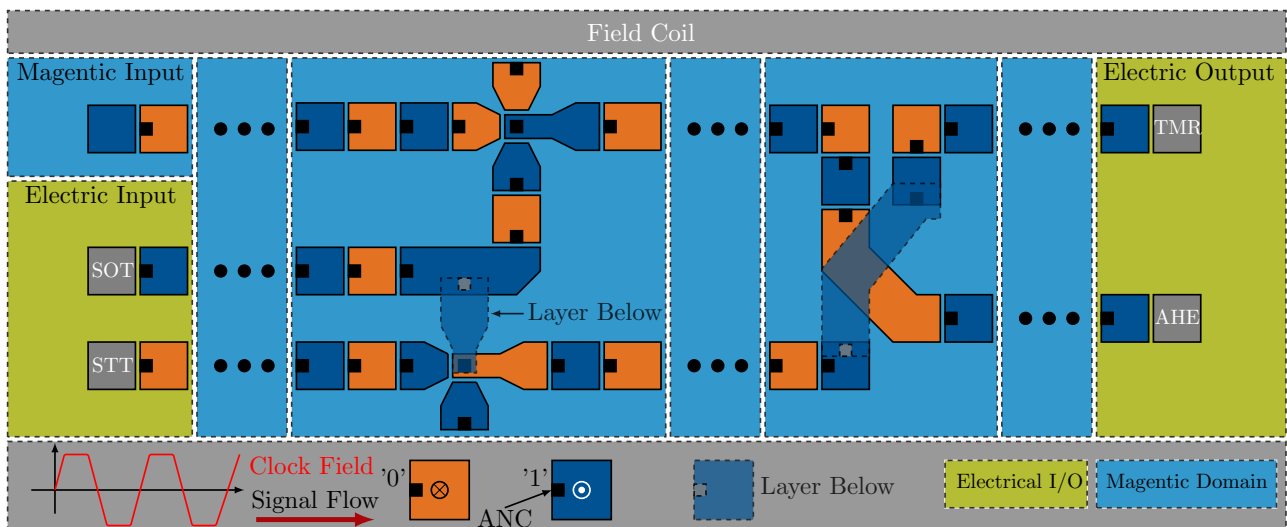 Field Coil
Magentic Input
Electric Output
TMR
Electric Input
SOT
Layer Below
AHE
STT
Clock Field
Signal Flow
'0'
'1'
ANC
Layer Below
Electrical I/O
Magentic Domain